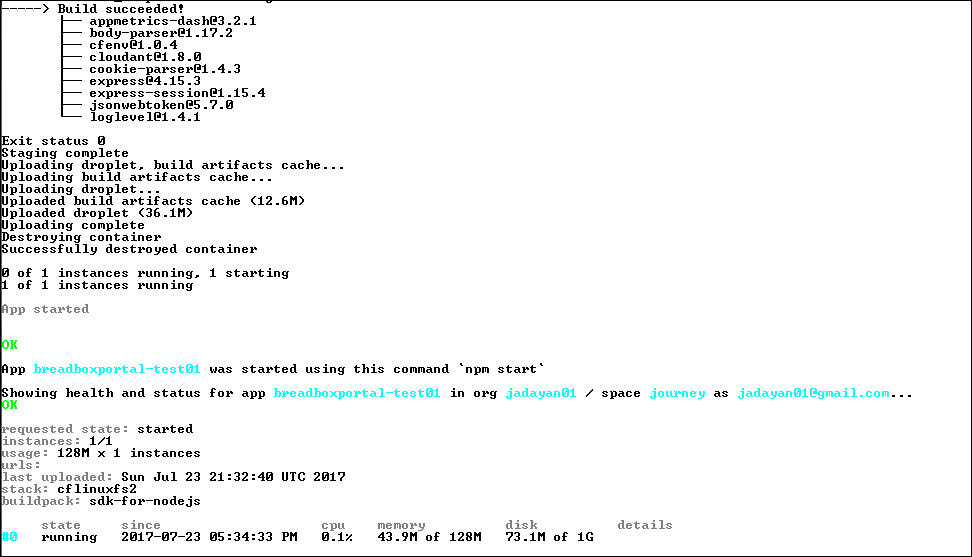 -----> Build succeeded!
├── appmetrics-dash@3.2.1
├── body-parser@1.17.2
├── cfenv@1.0.4
├── cloudant@1.8.0
├── cookie-parser@1.4.3
├── express@4.15.3
├── express-session@1.15.4
├── jsonwebtoken@5.7.0
└── loglevel@1.4.1
Exit status 0
Staging complete
Uploading droplet, build artifacts cache...
Uploading build artifacts cache...
Uploading droplet...
Uploaded build artifacts cache (12.6M)
Uploaded droplet (36.1M)
Uploading complete
Destroying container
Successfully destroyed container
0 of 1 instances running, 1 starting
1 of 1 instances running
App started
OK
App breadboxportal-test01 was started using this command `npm start`
Showing health and status for app breadboxportal-test01 in org jadayan01 / space journey as jadayan01@gmail.com...
OK
requested state: started
instances: 1/1
usage: 128M x 1 instances
urls:
last uploaded: Sun Jul 23 21:32:40 UTC 2017
stack: cflinuxfs2
buildpack: sdk-for-nodejs
state since cpu memory disk details
#0 running 2017-07-23 05:34:33 PM 0.1% 43.9M of 128M 73.1M of 1G